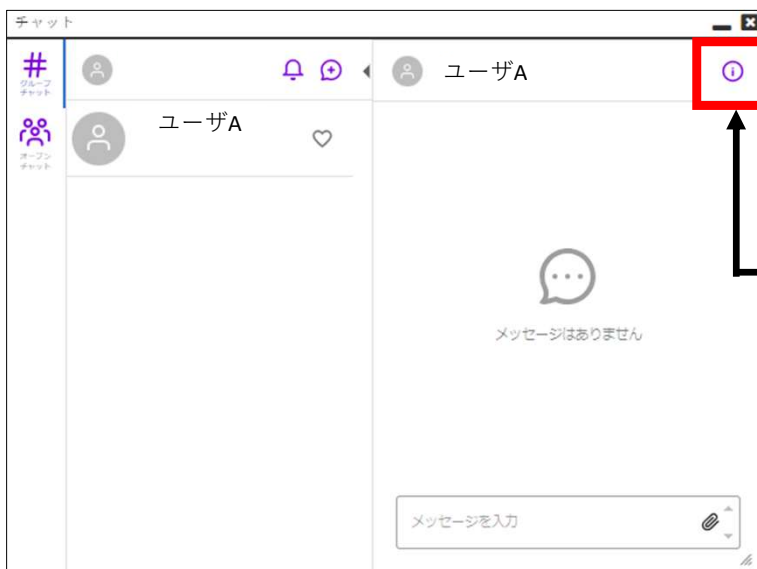 チャット
#
グループ
チャット
オープン
チャット
ユーザA
ユーザA
メッセージはありません
メッセージを入力